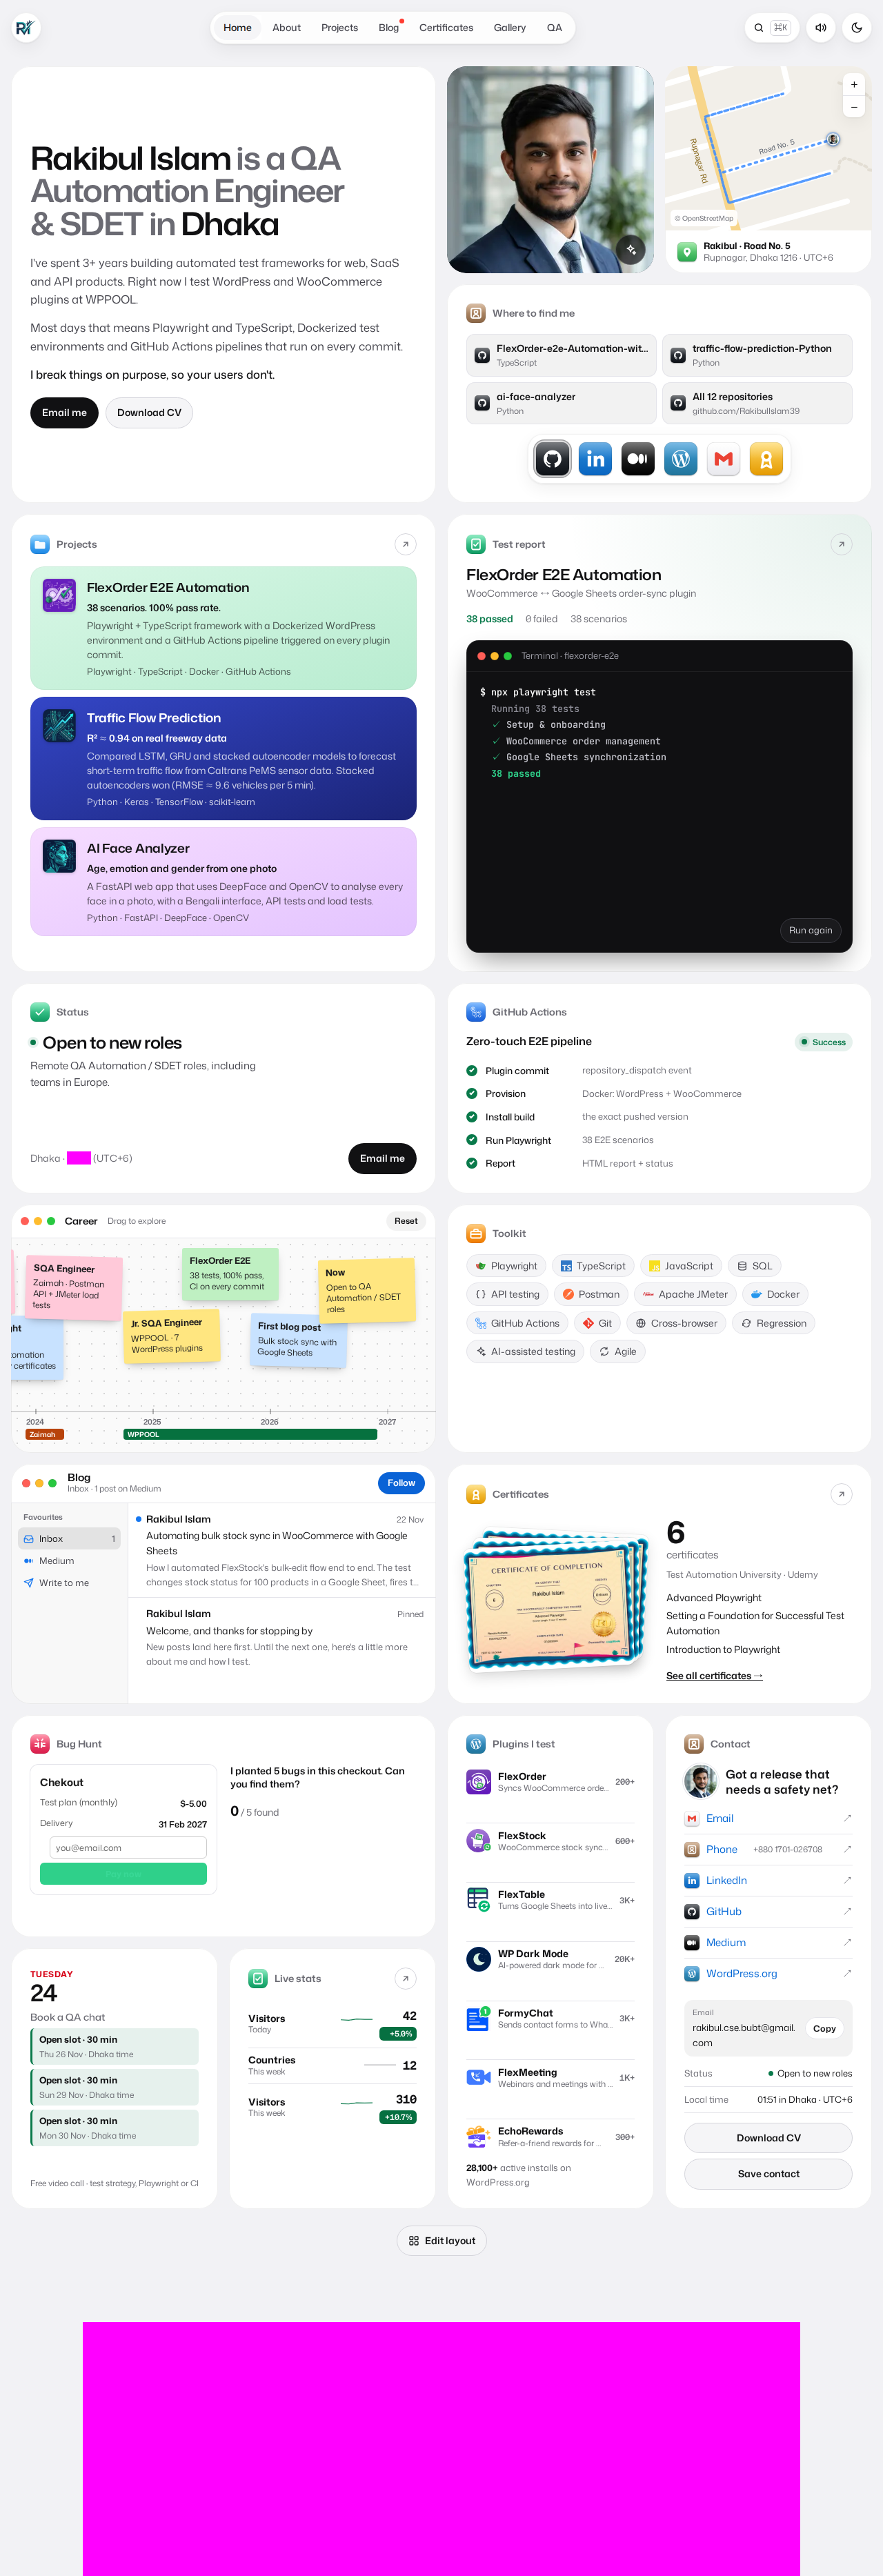 RM
Home
About
Projects
Blog
Certificates
Gallery
QA
⌘K
Rakibul Islam is a QA
Automation Engineer
& SDET in Dhaka
I've spent 3+ years building automated test frameworks for web, SaaS
and API products. Right now I test WordPress and WooCommerce
plugins at WPPOOL.
Most days that means Playwright and TypeScript, Dockerized test
environments and GitHub Actions pipelines that run on every commit.
I break things on purpose, so your users don't.
Email me
Download CV
+
−
Road No. 5
Rupnagar Rd
© OpenStreetMap
Rakibul · Road No. 5
Rupnagar, Dhaka 1216 · UTC+6
Where to find me
FlexOrder-e2e-Automation-wit...
TypeScript
traffic-flow-prediction-Python
Python
ai-face-analyzer
Python
All 12 repositories
github.com/RakibulIslam39
Projects
FlexOrder E2E Automation
38 scenarios. 100% pass rate.
Playwright + TypeScript framework with a Dockerized WordPress
environment and a GitHub Actions pipeline triggered on every plugin
commit.
Playwright · TypeScript · Docker · GitHub Actions
Traffic Flow Prediction
R² ≈ 0.94 on real freeway data
Compared LSTM, GRU and stacked autoencoder models to forecast
short-term traffic flow from Caltrans PeMS sensor data. Stacked
autoencoders won (RMSE ≈ 9.6 vehicles per 5 min).
Python · Keras · TensorFlow · scikit-learn
AI Face Analyzer
Age, emotion and gender from one photo
A FastAPI web app that uses DeepFace and OpenCV to analyse every
face in a photo, with a Bengali interface, API tests and load tests.
Python · FastAPI · DeepFace · OpenCV
Test report
FlexOrder E2E Automation
WooCommerce ↔ Google Sheets order-sync plugin
38 passed
0 failed
38 scenarios
Terminal · flexorder-e2e
$ npx playwright test
Running 38 tests
✓ Setup & onboarding
✓ WooCommerce order management
✓ Google Sheets synchronization
38 passed
Run again
Status
Open to new roles
Remote QA Automation / SDET roles, including
teams in Europe.
Dhaka ·
(UTC+6)
Email me
GitHub Actions
Zero-touch E2E pipeline
Success
Plugin commit
repository_dispatch event
Provision
Docker: WordPress + WooCommerce
Install build
the exact pushed version
Run Playwright
38 E2E scenarios
Report
HTML report + status
Career
Drag to explore
Reset
SQA Engineer
Zaimah · Postman
API + JMeter load
tests
ght
omation
certificates
FlexOrder E2E
38 tests, 100% pass,
CI on every commit
Jr. SQA Engineer
WPPOOL · 7
WordPress plugins
First blog post
Bulk stock sync with
Google Sheets
Now
Open to QA
Automation / SDET
roles
2024
2025
2026
2027
Zaimah
WPPOOL
Toolkit
Playwright
TypeScript
JavaScript
SQL
API testing
Postman
Apache JMeter
Docker
GitHub Actions
Git
Cross-browser
Regression
AI-assisted testing
Agile
Blog
Inbox · 1 post on Medium
Follow
Favourites
Inbox
1
Medium
Write to me
Rakibul Islam
22 Nov
Automating bulk stock sync in WooCommerce with Google
Sheets
How I automated FlexStock's bulk-edit flow end to end. The test
changes stock status for 100 products in a Google Sheet, fires t...
Rakibul Islam
Pinned
Welcome, and thanks for stopping by
New posts land here first. Until the next one, here's a little more
about me and how I test.
Certificates
CERTIFICATE OF COMPLETION
Rakibul Islam
6
certificates
Test Automation University · Udemy
Advanced Playwright
Setting a Foundation for Successful Test
Automation
Introduction to Playwright
See all certificates →
Bug Hunt
Chekout
Test plan (monthly)
$-5.00
Delivery
31 Feb 2027
you@email.com
I planted 5 bugs in this checkout. Can
you find them?
0 / 5 found
Plugins I test
FlexOrder
Syncs WooCommerce orde...
200+
FlexStock
WooCommerce stock sync...
600+
FlexTable
Turns Google Sheets into live...
3K+
WP Dark Mode
AI-powered dark mode for ...
20K+
FormyChat
Sends contact forms to Wha...
3K+
FlexMeeting
Webinars and meetings with ...
1K+
EchoRewards
Refer-a-friend rewards for ...
300+
28,100+ active installs on
WordPress.org
Contact
Got a release that
needs a safety net?
Email
Phone
+880 1701-026708
LinkedIn
GitHub
Medium
WordPress.org
Email
rakibul.cse.bubt@gmail.
com
Copy
Status
Open to new roles
Local time
01:51 in Dhaka · UTC+6
Download CV
Save contact
TUESDAY
24
Book a QA chat
Open slot · 30 min
Thu 26 Nov · Dhaka time
Open slot · 30 min
Sun 29 Nov · Dhaka time
Open slot · 30 min
Mon 30 Nov · Dhaka time
Free video call · test strategy, Playwright or CI
Live stats
Visitors
Today
42
+5.0%
Countries
This week
12
Visitors
This week
310
+10.7%
Edit layout